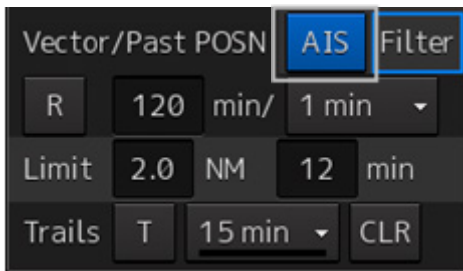 Vector/Past POSN AIS Filter
R 120 min/ 1 min
Limit 2.0 NM 12 min
Trails T 15 min CLR